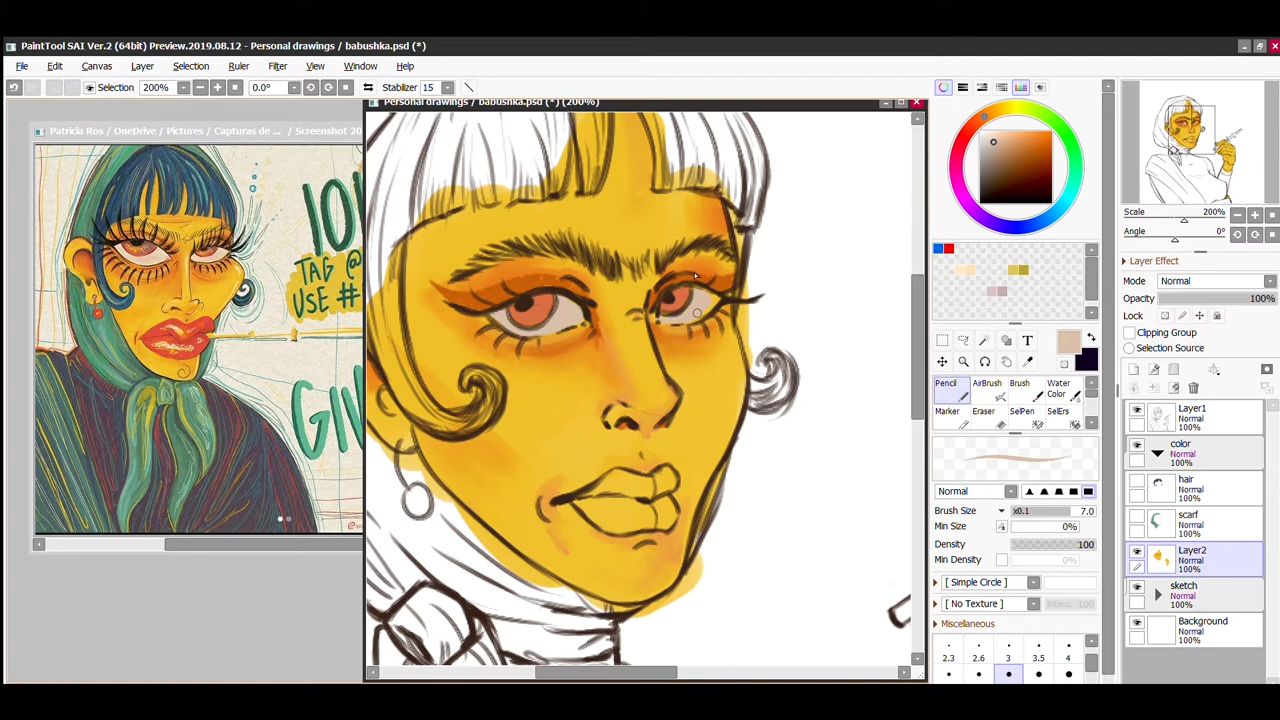 PaintTool SAI Ver.2 (64bit) Preview.2019.08.12 - Personal drawings / babushka.psd (*)
File Edit Canvas Layer Selection Ruler Filter View Window Help
Selection 200% 0.0° Stabilizer 15
Personal drawings / babushka.psd (*) (200%)
Patricia Ros / OneDrive / Pictures / Capturas de ... / Screenshot 20
TAG @
USE #
Scale 200%
Angle 0°
Layer Effect
Mode Normal
Opacity 100%
Lock
Clipping Group
Selection Source
T
Pencil AirBrush Brush Water Color
Marker Eraser SelPen SelErs
Normal
Brush Size x0.1 7.0
Min Size 0%
Density 100
Min Density 0%
[ Simple Circle ]
[ No Texture ] Intens. 100
Miscellaneous
2.3 2.6 3 3.5 4
Layer1
Normal
100%
color
Normal
100%
hair
Normal
100%
scarf
Normal
100%
Layer2
Normal
100%
sketch
Normal
100%
Background
Normal
100%